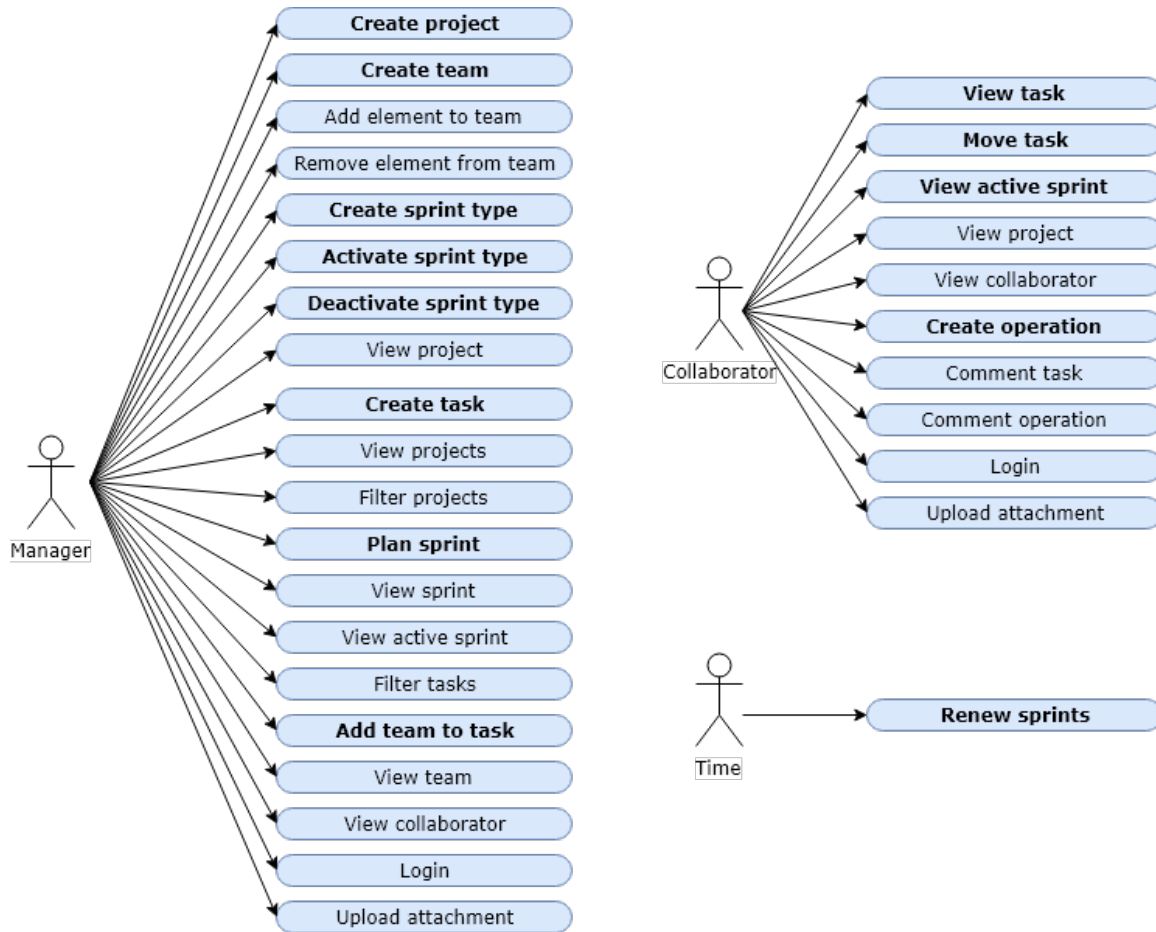 Create project
Create team
Add element to team
Remove element from team
Create sprint type
Activate sprint type
Deactivate sprint type
View project
Create task
View projects
Filter projects
Plan sprint
View sprint
View active sprint
Filter tasks
Add team to task
View team
View collaborator
Login
Upload attachment
Manager
View task
Move task
View active sprint
View project
View collaborator
Create operation
Comment task
Comment operation
Login
Upload attachment
Collaborator
Renew sprints
Time